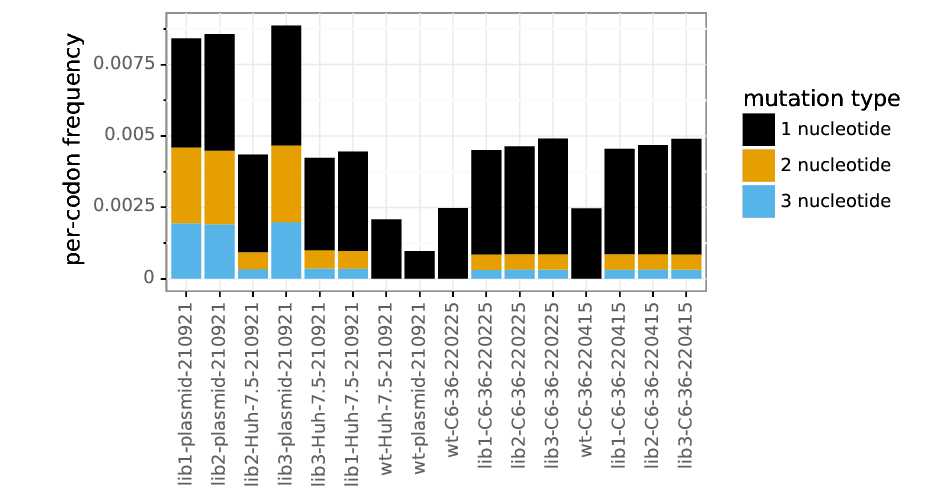 per-codon frequency
0.0075
0.005
0.0025
0
lib1-plasmid-210921
lib2-plasmid-210921
lib2-Huh-7.5-210921
lib3-plasmid-210921
lib3-Huh-7.5-210921
lib1-Huh-7.5-210921
wt-Huh-7.5-210921
wt-plasmid-210921
wt-C6-36-220225
lib1-C6-36-220225
lib2-C6-36-220225
lib3-C6-36-220225
wt-C6-36-220415
lib1-C6-36-220415
lib2-C6-36-220415
lib3-C6-36-220415
mutation type
1 nucleotide
2 nucleotide
3 nucleotide